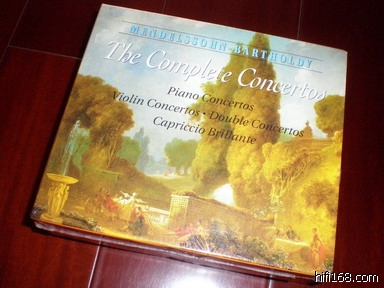 MENDELSSOHN-BARTHOLDY
The Complete Concertos
Piano Concertos
Violin Concertos • Double Concertos
Capriccio Brillante
hifi168.com